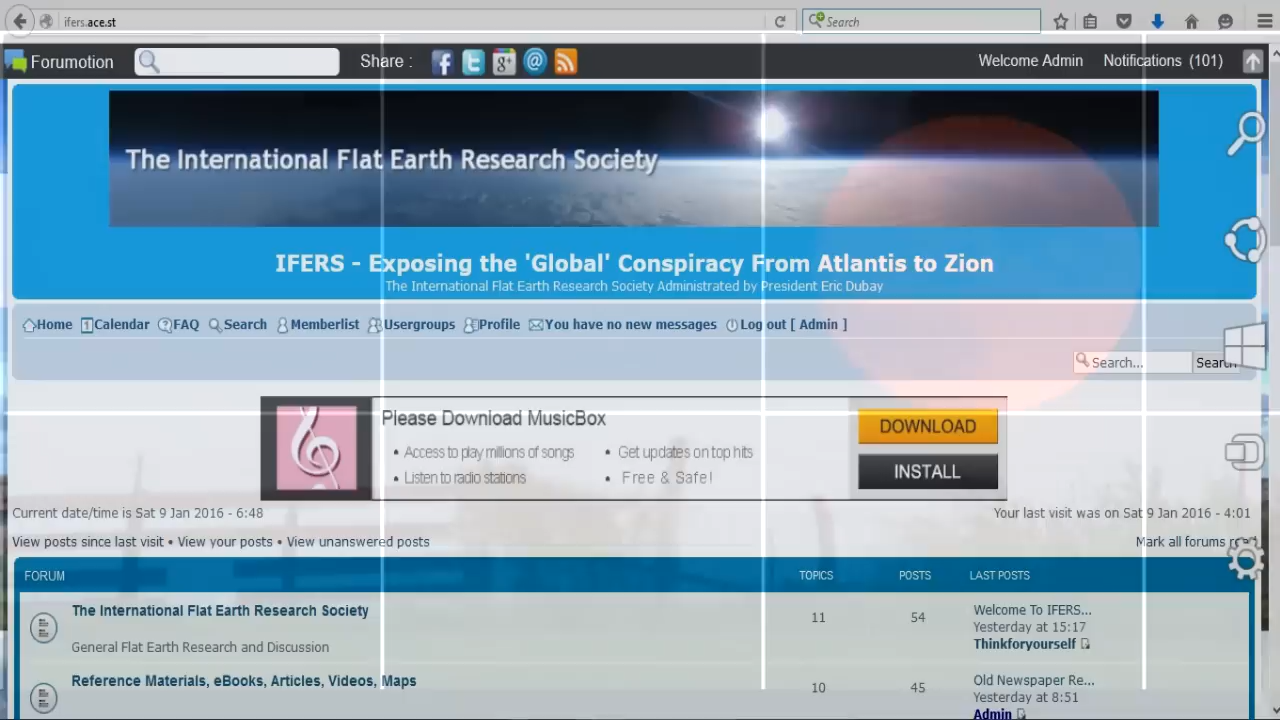 ifers.ace.st
Search
Forumotion
Share :
Welcome Admin
Notifications (101)
The International Flat Earth Research Society
IFERS - Exposing the 'Global' Conspiracy From Atlantis to Zion
The International Flat Earth Research Society Administrated by President Eric Dubay
Home Calendar FAQ Search Memberlist Usergroups Profile You have no new messages Log out [ Admin ]
Search... Search
Please Download MusicBox
• Access to play millions of songs
• Get updates on top hits
• Listen to radio stations
• Free & Safe!
DOWNLOAD
INSTALL
Current date/time is Sat 9 Jan 2016 - 6:48
Your last visit was on Sat 9 Jan 2016 - 4:01
View posts since last visit • View your posts • View unanswered posts
Mark all forums read
FORUM TOPICS POSTS LAST POSTS
The International Flat Earth Research Society
General Flat Earth Research and Discussion
11
54
Welcome To IFERS...
Yesterday at 15:17
Thinkforyourself
Reference Materials, eBooks, Articles, Videos, Maps
10
45
Old Newspaper Re...
Yesterday at 8:51
Admin